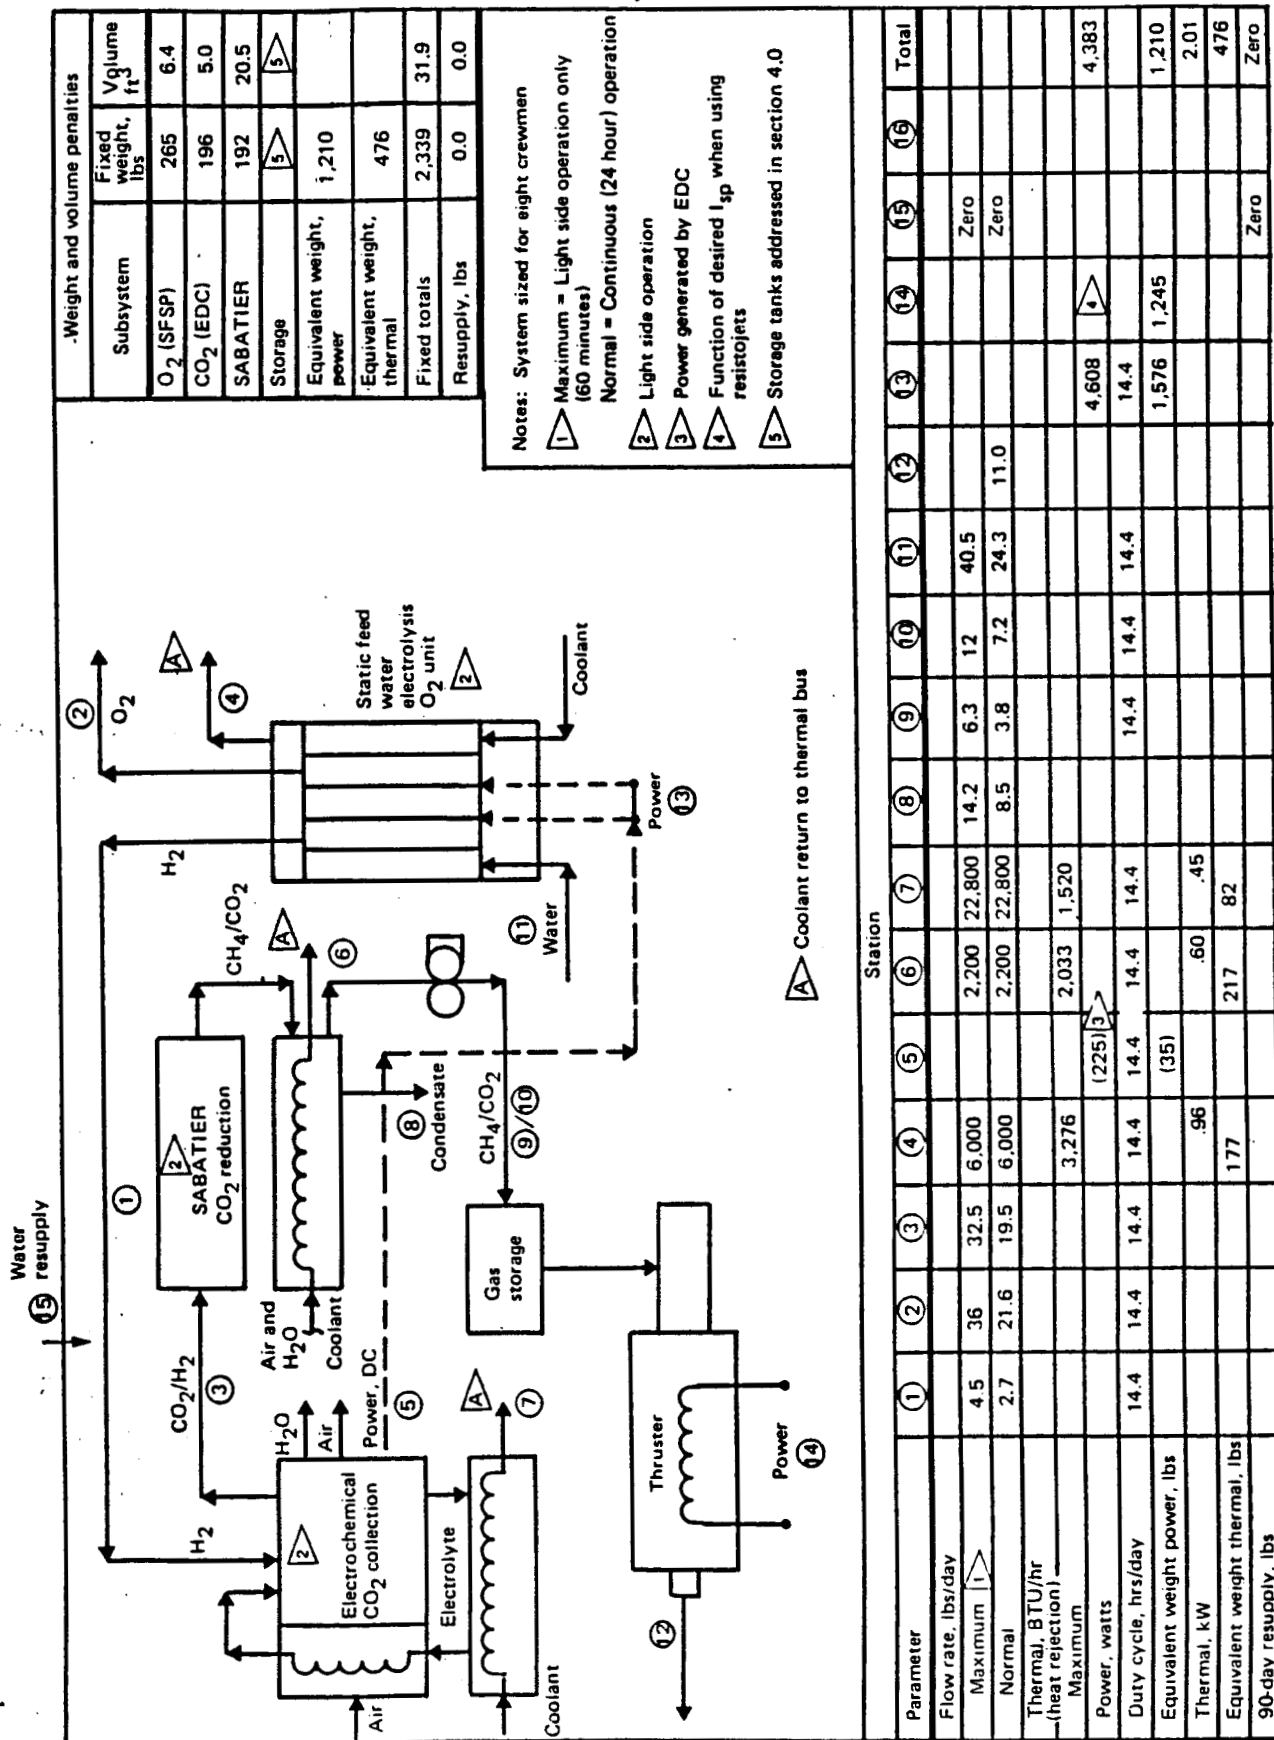 -Weight and volume penalties
Subsystem | Fixed weight, lbs | Volume ft3
O2 (SFSP) | 265 | 6.4
CO2 (EDC) | 196 | 5.0
SABATIER | 192 | 20.5
Storage | 5 | 5
Equivalent weight, power | 1,210
Equivalent weight, thermal | 476
Fixed totals | 2,339 | 31.9
Resupply, lbs | 0.0 | 0.0
Notes: System sized for eight crewmen
1 Maximum = Light side operation only
(60 minutes)
Normal = Continuous (24 hour) operation
2 Light side operation
3 Power generated by EDC
4 Function of desired Isp when using
resistojets
5 Storage tanks addressed in section 4.0
Water
15 resupply
1
H2
2
O2
A
4
CO2/H2
3
2
SABATIER
CO2 reduction
CH4/CO2
A
6
Static feed
water
electrolysis
O2 unit
2
H2
2
Electrochemical
CO2 collection
H2O
Air
Air and
H2O
Coolant
Power, DC
5
Air
Electrolyte
A
7
Coolant
8
Condensate
CH4/CO2
9/10
11
Water
Coolant
Power
13
Gas
storage
Thruster
12
Power
14
A Coolant return to thermal bus
Station
Parameter | 1 | 2 | 3 | 4 | 5 | 6 | 7 | 8 | 9 | 10 | 11 | 12 | 13 | 14 | 15 | 16 | Total
Flow rate, lbs/day
Maximum 1 | 4.5 | 36 | 32.5 | 6,000 | 2,200 | 22,800 | 14.2 | 6.3 | 12 | 40.5 | Zero
Normal | 2.7 | 21.6 | 19.5 | 6,000 | 2,200 | 22,800 | 8.5 | 3.8 | 7.2 | 24.3 | 11.0 | Zero
Thermal, BTU/hr
(heat rejection)
Maximum | 3,276 | 2,033 | 1,520
Power, watts | (225) 3 | 4,608 | 4 | 4,383
Duty cycle, hrs/day | 14.4 | 14.4 | 14.4 | 14.4 | 14.4 | 14.4 | 14.4 | 14.4 | 14.4 | 14.4 | 14.4
Equivalent weight power, lbs | (35) | 1,576 | 1,245 | 1,210
Thermal, kW | .96 | .60 | .45 | 2.01
Equivalent weight thermal, lbs | 177 | 217 | 82 | 476
90-day resupply, lbs | Zero | Zero